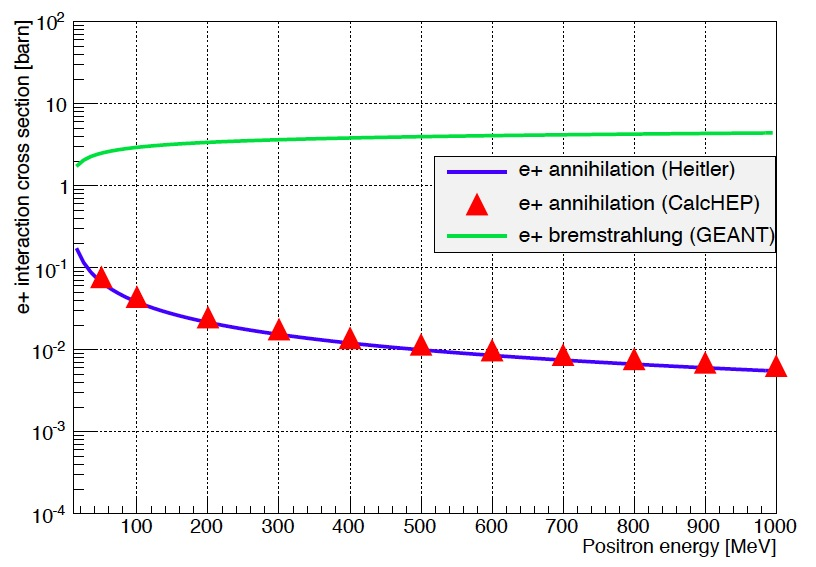 e+ interaction cross section [barn]
10²
10
1
10⁻¹
10⁻²
10⁻³
10⁻⁴
e+ annihilation (Heitler)
e+ annihilation (CalcHEP)
e+ bremstrahlung (GEANT)
100 200 300 400 500 600 700 800 900 1000
Positron energy [MeV]